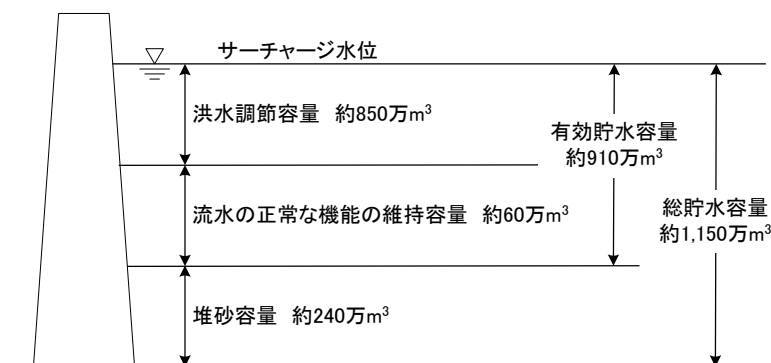 サーチャージ水位
洪水調節容量 約850万m³
有効貯水容量
約910万m³
流水の正常な機能の維持容量 約60万m³
総貯水容量
約1,150万m³
堆砂容量 約240万m³